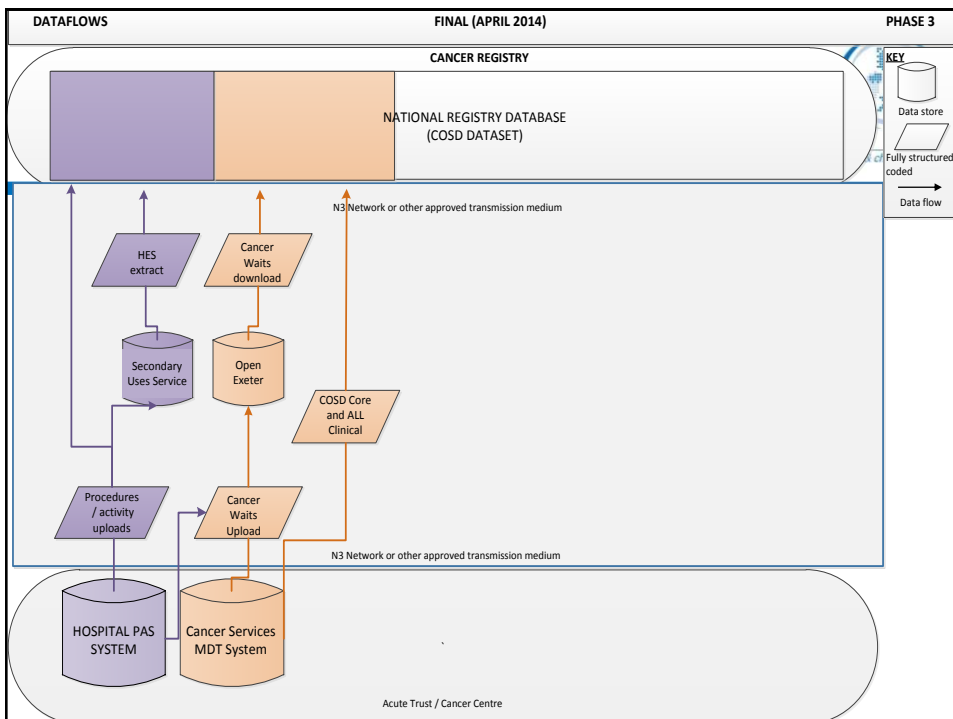 DATAFLOWS
FINAL (APRIL 2014)
PHASE 3
CANCER REGISTRY
KEY
NATIONAL REGISTRY DATABASE
(COSD DATASET)
Data store
Fully structured
coded
Data flow
N3 Network or other approved transmission medium
HES
extract
Cancer
Waits
download
Secondary
Uses Service
Open
Exeter
COSD Core
and ALL
Clinical
Procedures
/ activity
uploads
Cancer
Waits
Upload
N3 Network or other approved transmission medium
HOSPITAL PAS
SYSTEM
Cancer Services
MDT System
Acute Trust / Cancer Centre